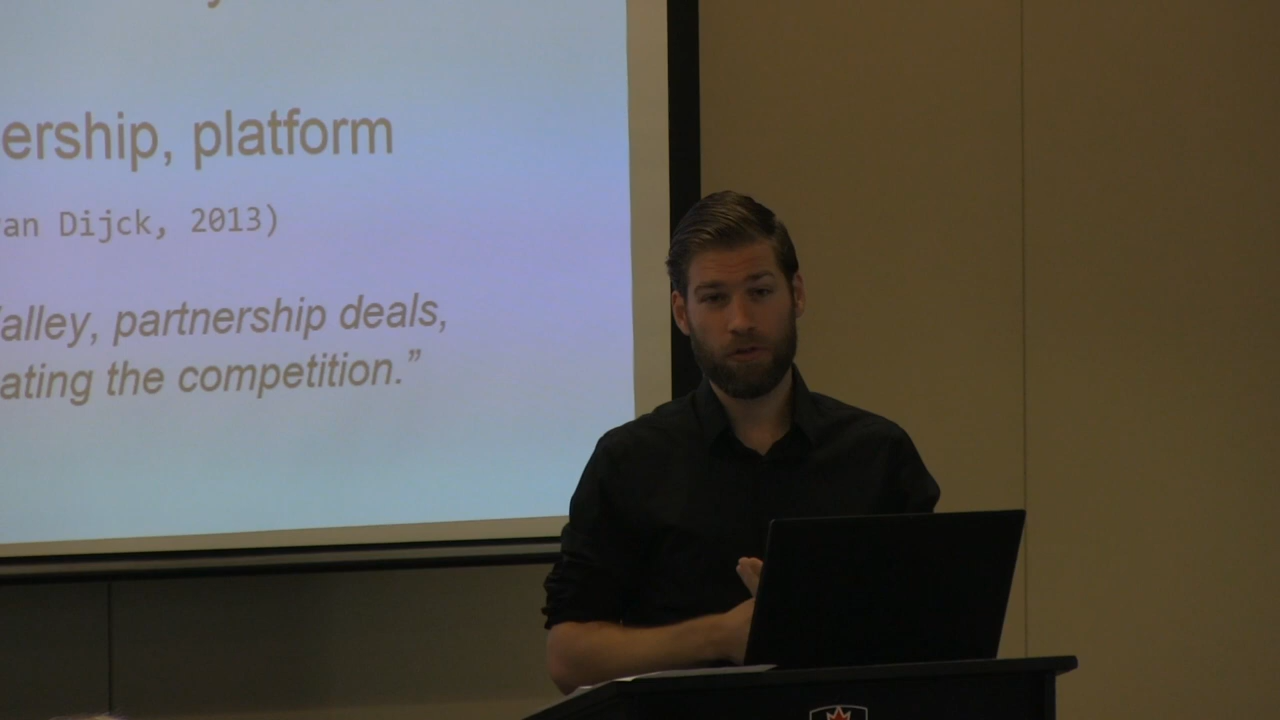 ership, platform
an Dijck, 2013)
alley, partnership deals,
ating the competition.”